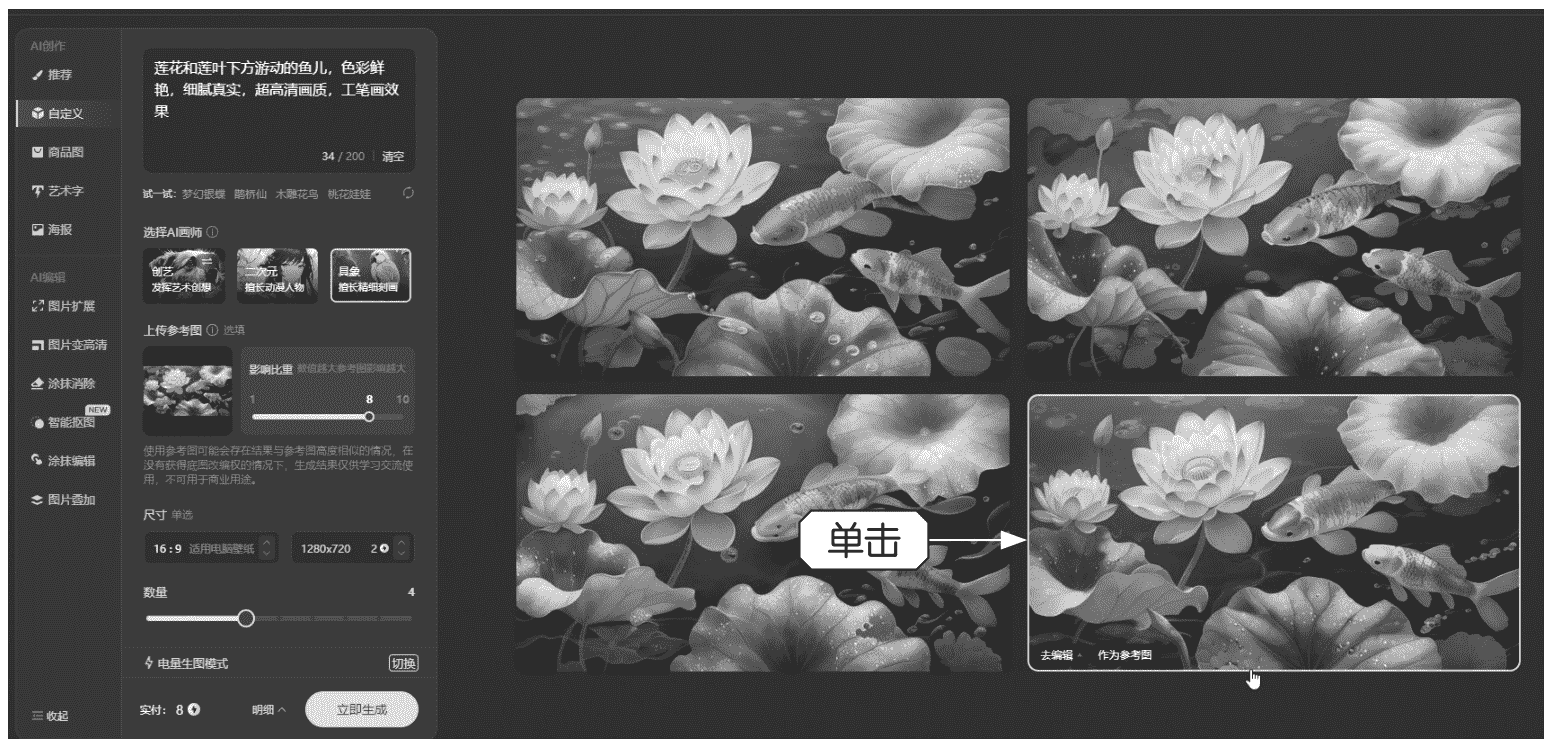 AI创作
推荐
自定义
商品图
艺术字
海报
AI编辑
图片扩展
图片变高清
涂抹消除
NEW
智能抠图
涂抹编辑
图片叠加
收起
莲花和莲叶下方游动的鱼儿，色彩鲜
艳，细腻真实，超高清画质，工笔画效
果
34 / 200 清空
试一试: 梦幻银蝶 鹊桥仙 木雕花鸟 桃花娃娃
选择AI画师
创艺
发挥艺术创想
二次元
擅长动漫人物
具象
擅长精细刻画
上传参考图 选填
影响比重 数值越大参考图影响越大
1 8 10
使用参考图可能会存在结果与参考图高度相似的情况，在
没有获得底图改编权的情况下，生成结果仅供学习交流使
用，不可用于商业用途。
尺寸 单选
16 : 9 适用电脑壁纸 1280x720 2
数量 4
电量生图模式 切换
实付: 8 明细 立即生成
单击
去编辑 作为参考图